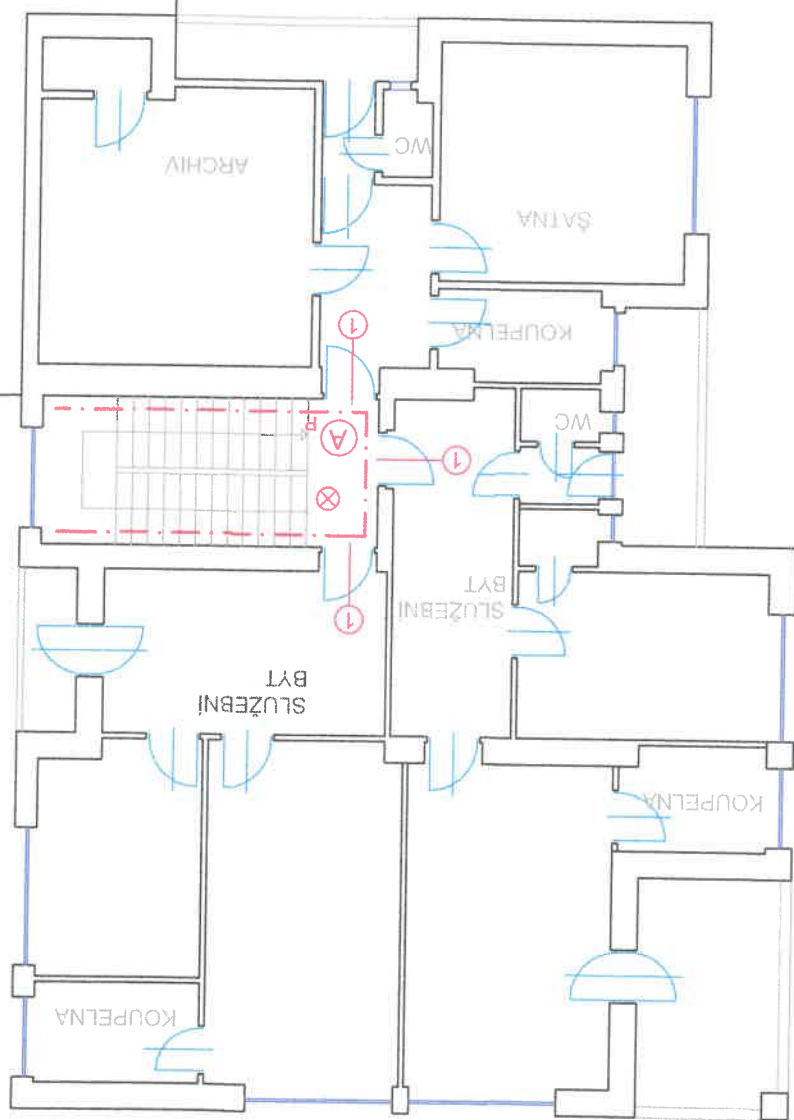 KOUPELNA
KOUPELNA
SLUŽEBNÍ
BYT
SLUŽEBNÍ
BYT
1
1
A
WC
KOUPELNA
1
ŠATNA
WC
ARCHIV